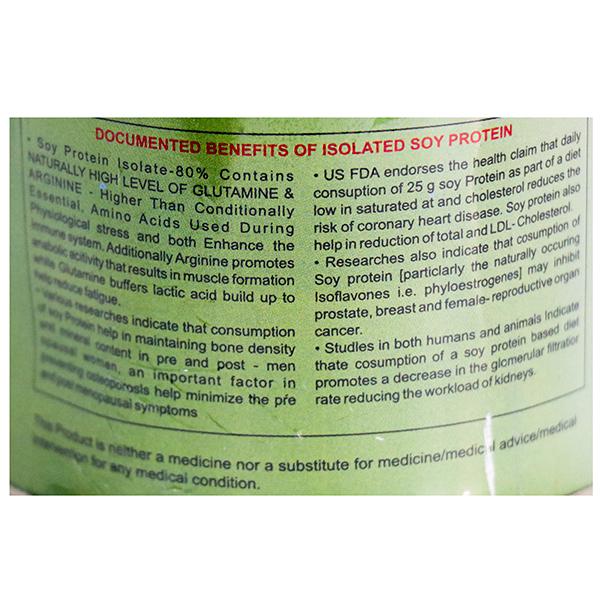 DOCUMENTED BENEFITS OF ISOLATED SOY PROTEIN
• Soy Protein Isolate-80% Contains
NATURALLY HIGH LEVEL OF GLUTAMINE &
ARGININE - Higher Than Conditionally
Essential, Amino Acids Used During
Physiological stress and both Enhance the
immune system. Additionally Arginine promotes
anabolic acitivity that results in muscle formation
while Glutamine buffers lactic acid build up to
help reduce fatigue.
• Various researches indicate that consumption
of soy Protein help in maintaining bone density
and mineral content in pre and post - men
opausal women, an important factor in
preventing osteoporosls help minimize the pre
and post menopausal symptoms
• US FDA endorses the health claim that daily
consuption of 25 g soy Protein as part of a diet
low in saturated at and cholesterol reduces the
risk of coronary heart disease. Soy protein also
help in reduction of total and LDL- Cholesterol.
• Researches also indicate that cosumption of
Soy protein [particlarly the naturally occuring
Isoflavones i.e. phyloestrogenes] may inhibit
prostate, breast and female- reproductive organ
cancer.
• Studles in both humans and animals Indicate
thate cosumption of a soy protein based diet
promotes a decrease in the glomerular filtration
rate reducing the workload of kidneys.
This Product is neither a medicine nor a substitute for medicine/medical advice/medical
intervention for any medical condition.